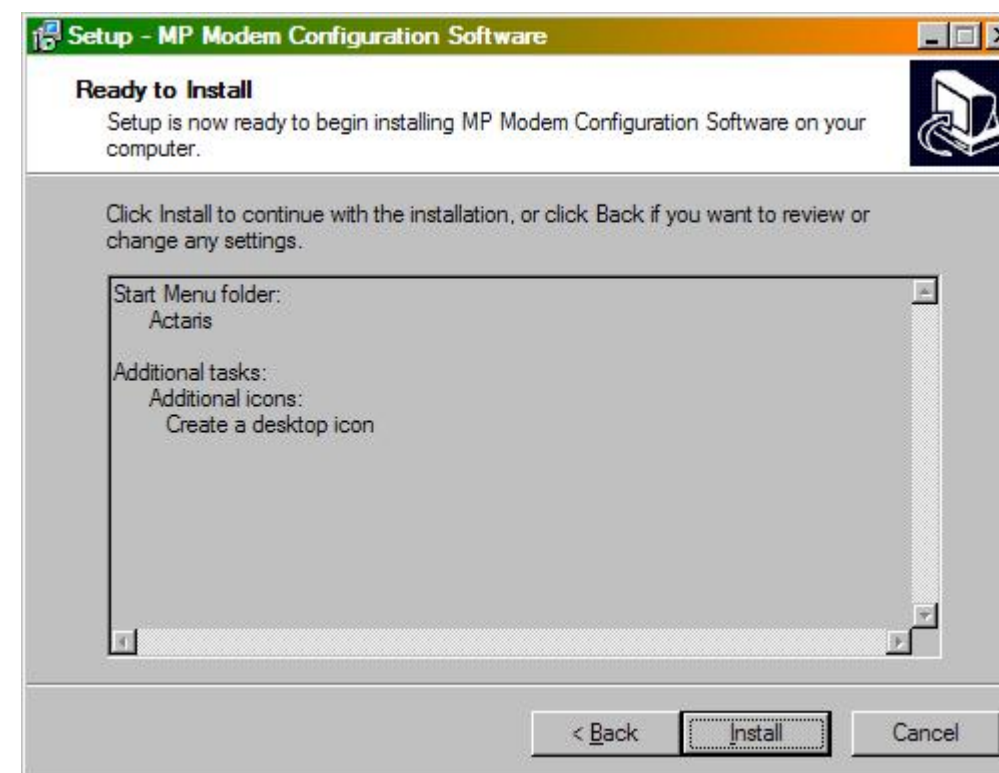 Setup - MP Modem Configuration Software
Ready to Install
Setup is now ready to begin installing MP Modem Configuration Software on your
computer.
Click Install to continue with the installation, or click Back if you want to review or
change any settings.
Start Menu folder:
Actaris
Additional tasks:
Additional icons:
Create a desktop icon
< Back
Install
Cancel